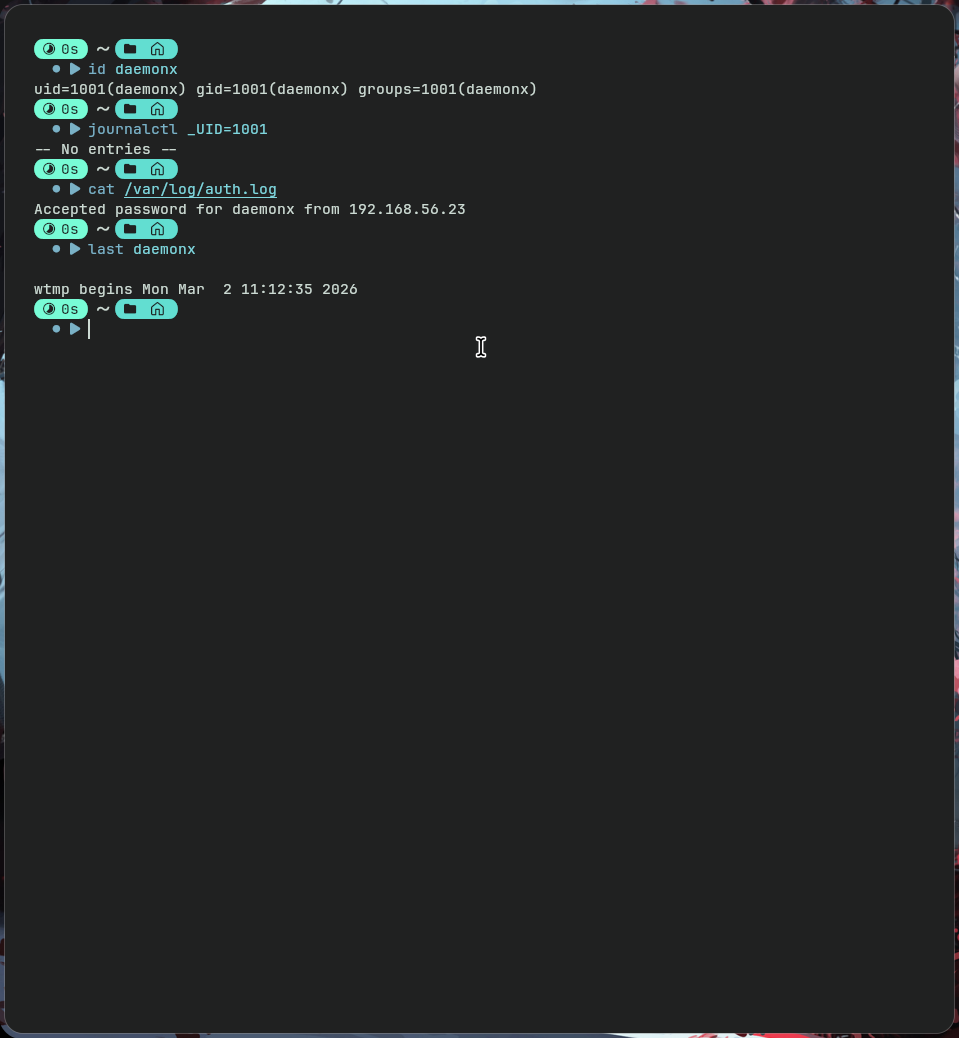 0s ~
id daemonx
uid=1001(daemonx) gid=1001(daemonx) groups=1001(daemonx)
0s ~
journalctl _UID=1001
-- No entries --
0s ~
cat /var/log/auth.log
Accepted password for daemonx from 192.168.56.23
0s ~
last daemonx
wtmp begins Mon Mar  2 11:12:35 2026
0s ~